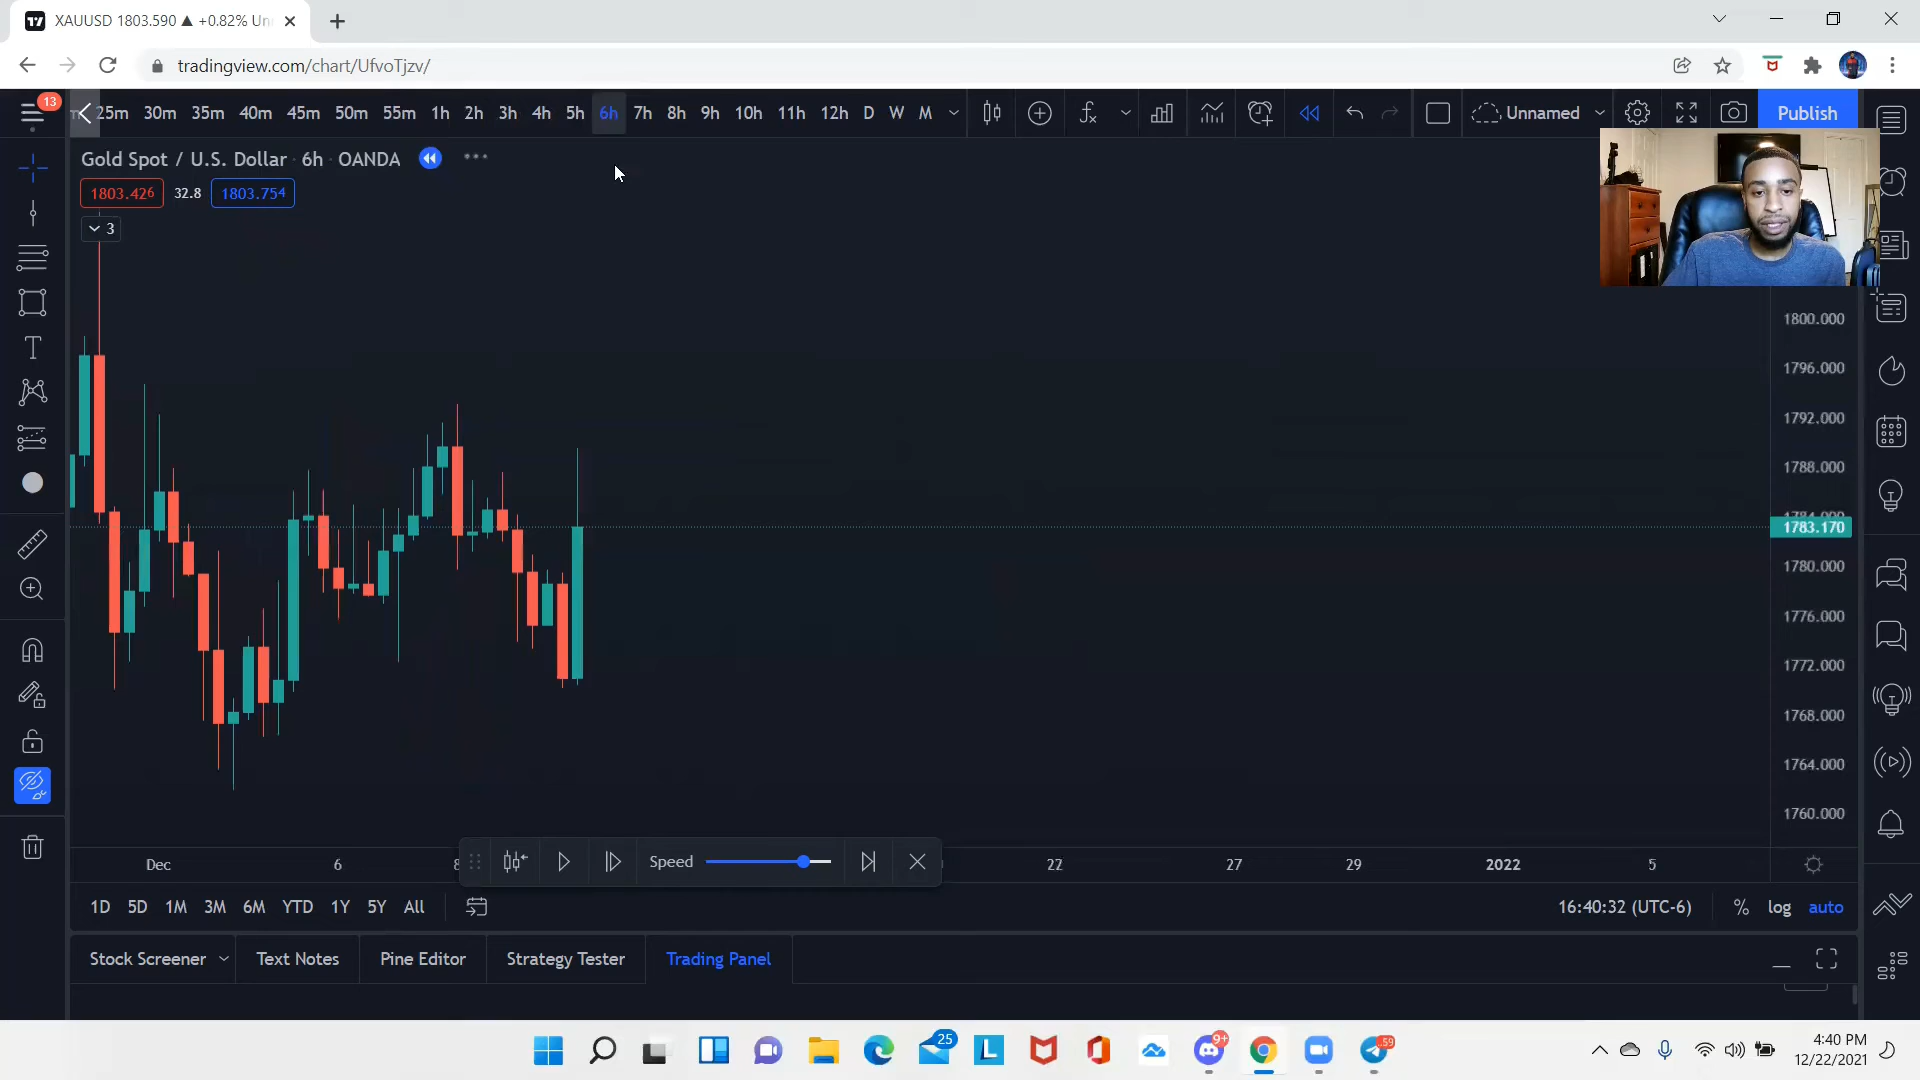 XAUUSD 1803.590 ▲ +0.82% Un
tradingview.com/chart/UfvoTjzv/
13
25m 30m 35m 40m 45m 50m 55m 1h 2h 3h 4h 5h 6h 7h 8h 9h 10h 11h 12h D W M
Unnamed
Publish
Gold Spot / U.S. Dollar · 6h · OANDA
1803.426 32.8 1803.754
3
1800.000
1796.000
1792.000
1788.000
1784.000
1783.170
1780.000
1776.000
1772.000
1768.000
1764.000
1760.000
Dec 6 8 22 27 29 2022 5
Speed
1D 5D 1M 3M 6M YTD 1Y 5Y All
16:40:32 (UTC-6) % log auto
Stock Screener Text Notes Pine Editor Strategy Tester Trading Panel
25
9+
59
4:40 PM
12/22/2021